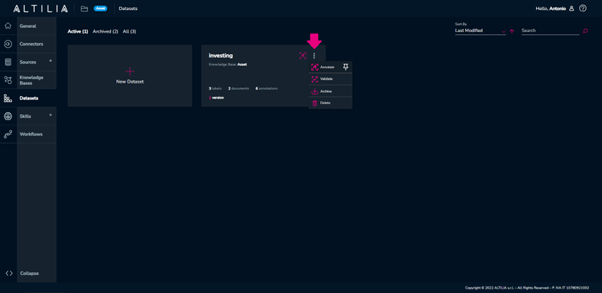 ALTILIA
Asset
Datasets
Hello, Antonio
General
Connectors
Sources
Knowledge
Bases
Datasets
Skills
Workflows
Collapse
Active (1) Archived (2) All (3)
Sort By
Last Modified
Search
New Dataset
Investing
Knowledge Base: Asset
3 labels 2 documents 6 annotations
version
Annotate
Validate
Archive
Delete
Copyright © 2022 ALTILIA s.r.l. - All Rights Reserved - P. IVA IT